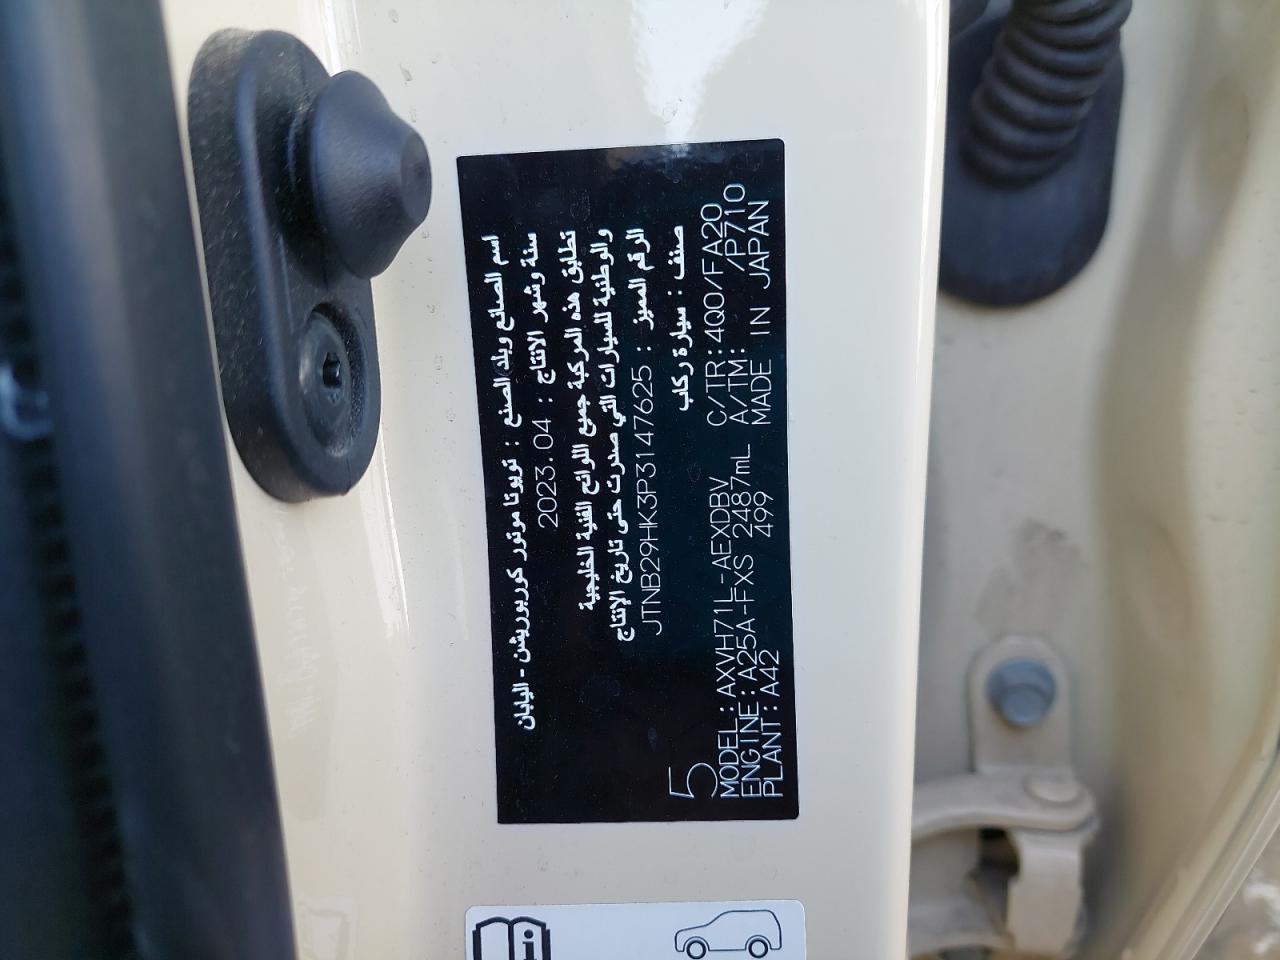 اسم الصانع وبلد الصنع : تويوتا موتور كوربوريشن - اليابان
سنة وشهر الانتاج : 2023.04
تطابق هذه المركبة جميع اللوائح الفنية الخليجية
والوطنية للسيارات التي صدرت حتى تاريخ الإنتاج
الرقم المميز : JTNB29HK3P3147625
صنف : سيارة ركاب
5
MODEL:AXVH71L-AEXDBV C/TR:4Q0/FA20
ENGINE:A25A-FXS 2487mL A/TM: /P710
PLANT:A42 499 MADE IN JAPAN
i